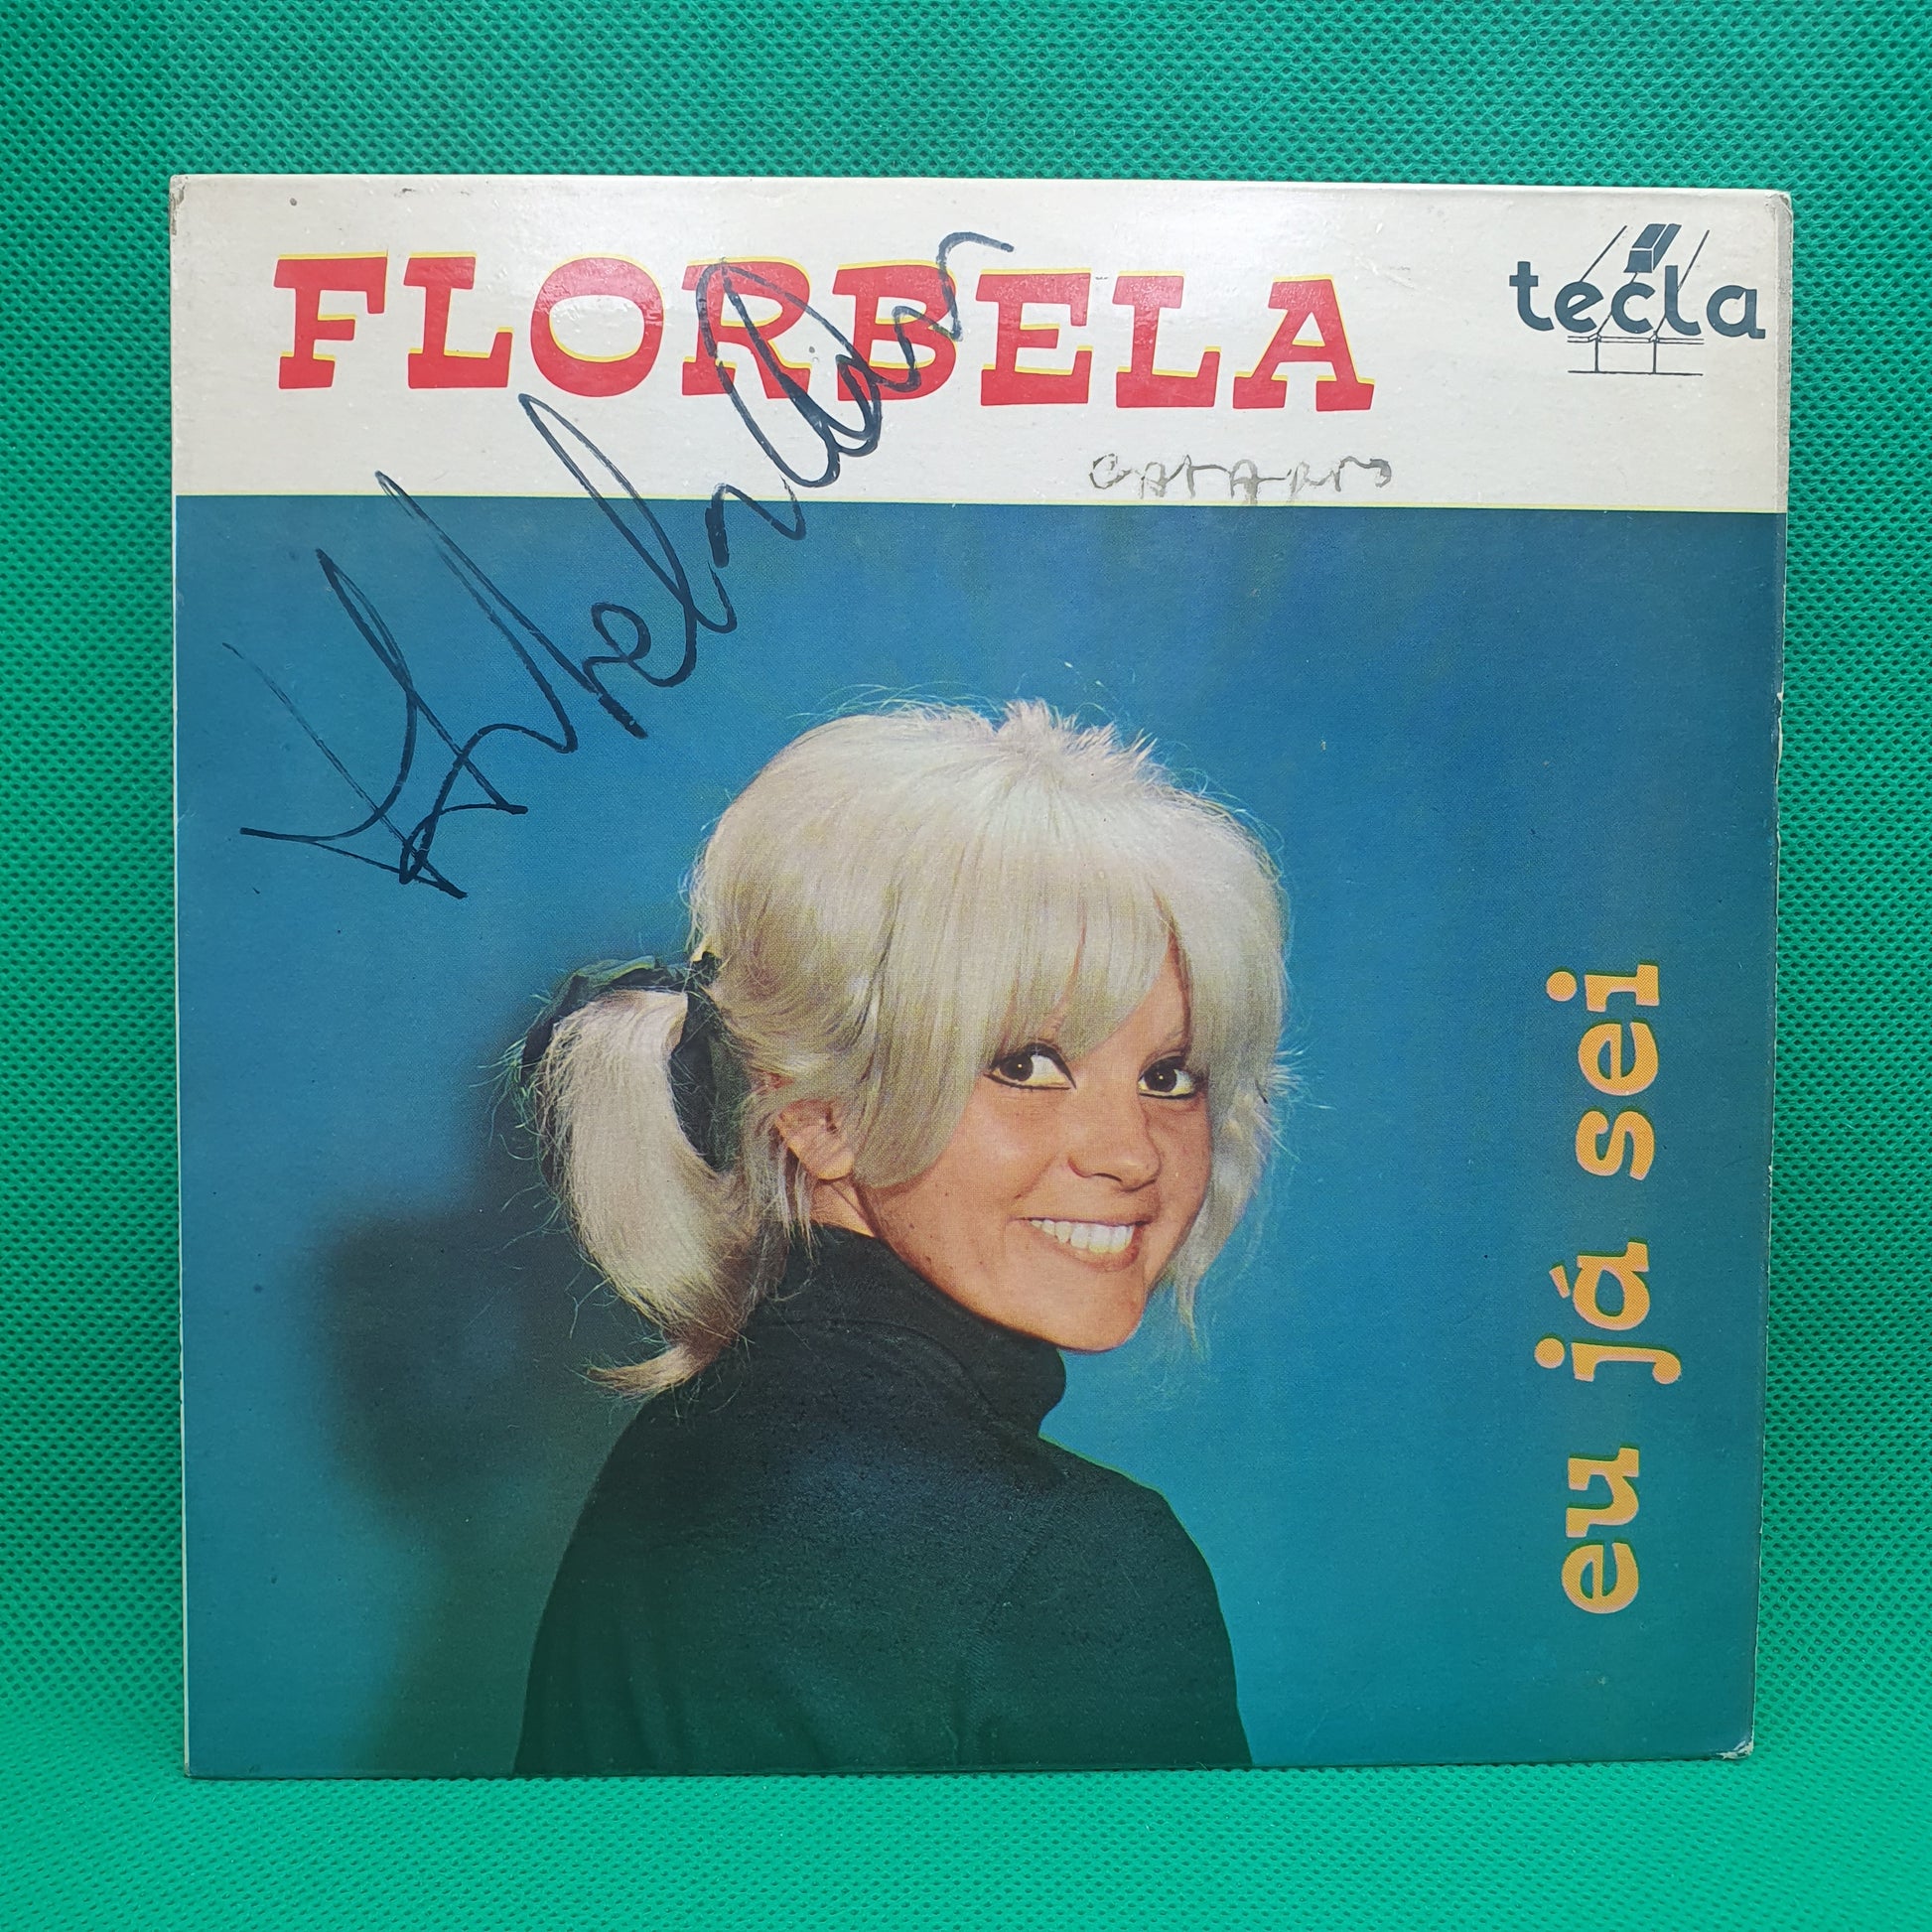 FLORBELA
tecla
eu já sei